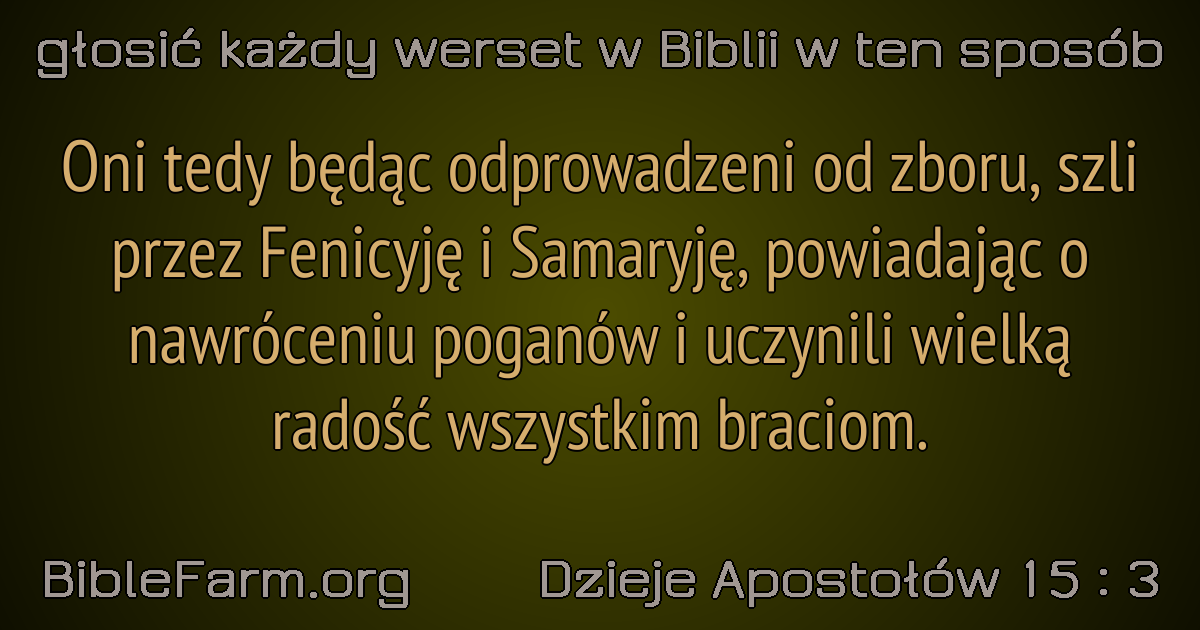 głosić każdy werset w Biblii w ten sposób
Oni tedy będąc odprowadzeni od zboru, szli
przez Fenicyję i Samaryję, powiadając o
nawróceniu poganów i uczynili wielką
radość wszystkim braciom.
BibleFarm.org Dzieje Apostołów 15 : 3